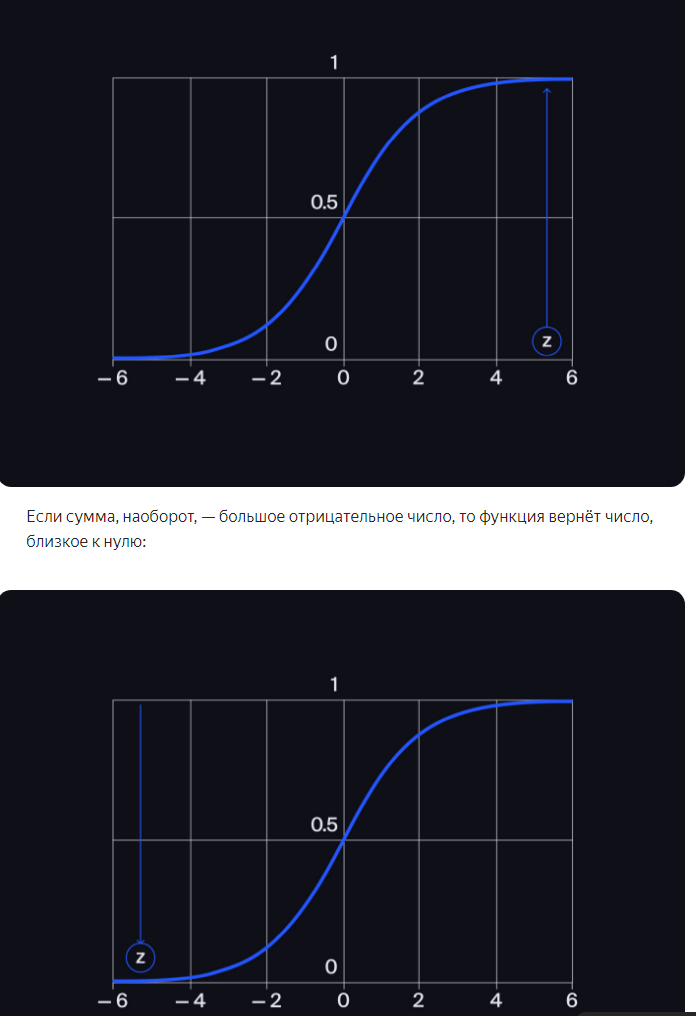 1
0.5
0
z
– 6 – 4 – 2 0 2 4 6
Если сумма, наоборот, — большое отрицательное число, то функция вернёт число,
близкое к нулю:
1
0.5
z
0
– 6 – 4 – 2 0 2 4 6